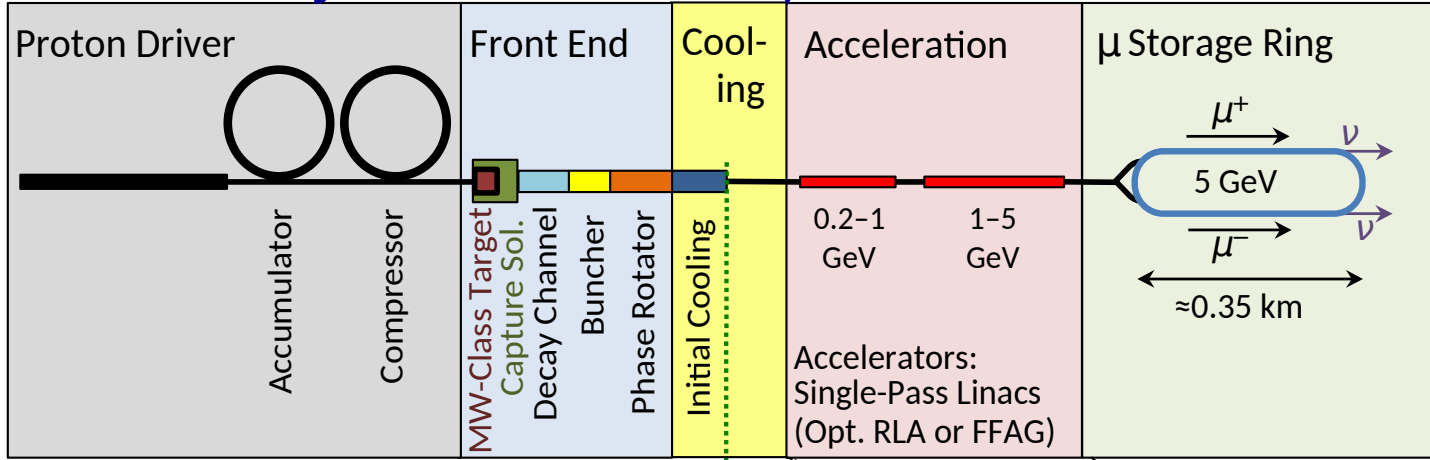 Proton Driver
Accumulator
Compressor
Front End
MW-Class Target
Capture Sol.
Decay Channel
Buncher
Phase Rotator
Cool-
ing
Initial Cooling
Acceleration
0.2–1
GeV
1–5
GeV
Accelerators:
Single-Pass Linacs
(Opt. RLA or FFAG)
μ Storage Ring
μ+
ν
5 GeV
ν
μ−
≈0.35 km